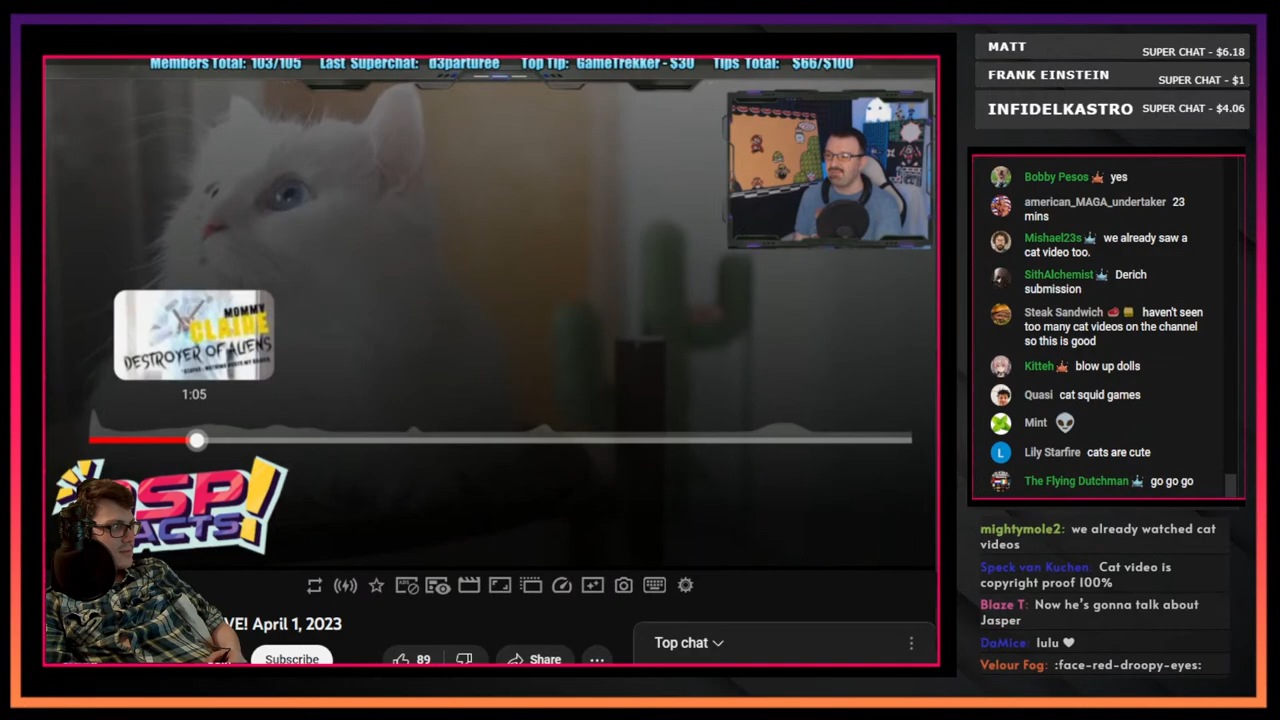 Members Total: 103/105 Last Superchat: d3parturee Top Tip: GameTrekker - $30 Tips Total: $66/$100
MOMMY
CLAIRE
DESTROYER OF ALIENS
1:05
DSP
ACTS!
VE! April 1, 2023
Subscribe
89
Share
Top chat
MATT SUPER CHAT - $6.18
FRANK EINSTEIN SUPER CHAT - $1
INFIDELKASTRO SUPER CHAT - $4.06
Bobby Pesos yes
american_MAGA_undertaker 23
mins
Mishael23s we already saw a
cat video too.
SithAlchemist Derich
submission
Steak Sandwich haven't seen
too many cat videos on the channel
so this is good
Kitteh blow up dolls
Quasi cat squid games
Mint
L
Lily Starfire cats are cute
The Flying Dutchman go go go
mightymole2: we already watched cat
videos
Speck van Kuchen: Cat video is
copyright proof 100%
Blaze T: Now he's gonna talk about
Jasper
DaMice: lulu
Velour Fog: :face-red-droopy-eyes: